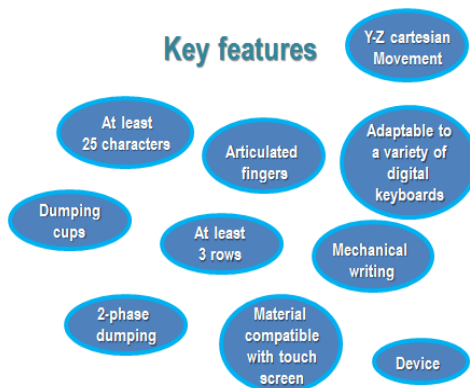 Key features
Y-Z cartesian
Movement
At least
25 characters
Articulated
fingers
Adaptable to
a variety of
digital
keyboards
Dumping
cups
At least
3 rows
Mechanical
writing
2-phase
dumping
Material
compatible
with touch
screen
Device